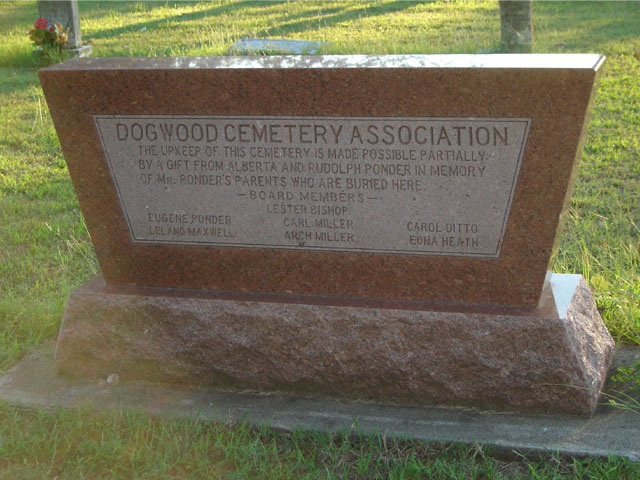 DOGWOOD CEMETERY ASSOCIATION
THE UPKEEP OF THIS CEMETERY IS MADE POSSIBLE PARTIALLY
BY A GIFT FROM ALBERTA AND RUDOLPH PONDER IN MEMORY
OF MR. PONDER'S PARENTS WHO ARE BURIED HERE.
— BOARD MEMBERS —
LESTER BISHOP
EUGENE PONDER CARL MILLER CAROL DITTO
LELAND MAXWELL ARCH MILLER EDNA HEATH